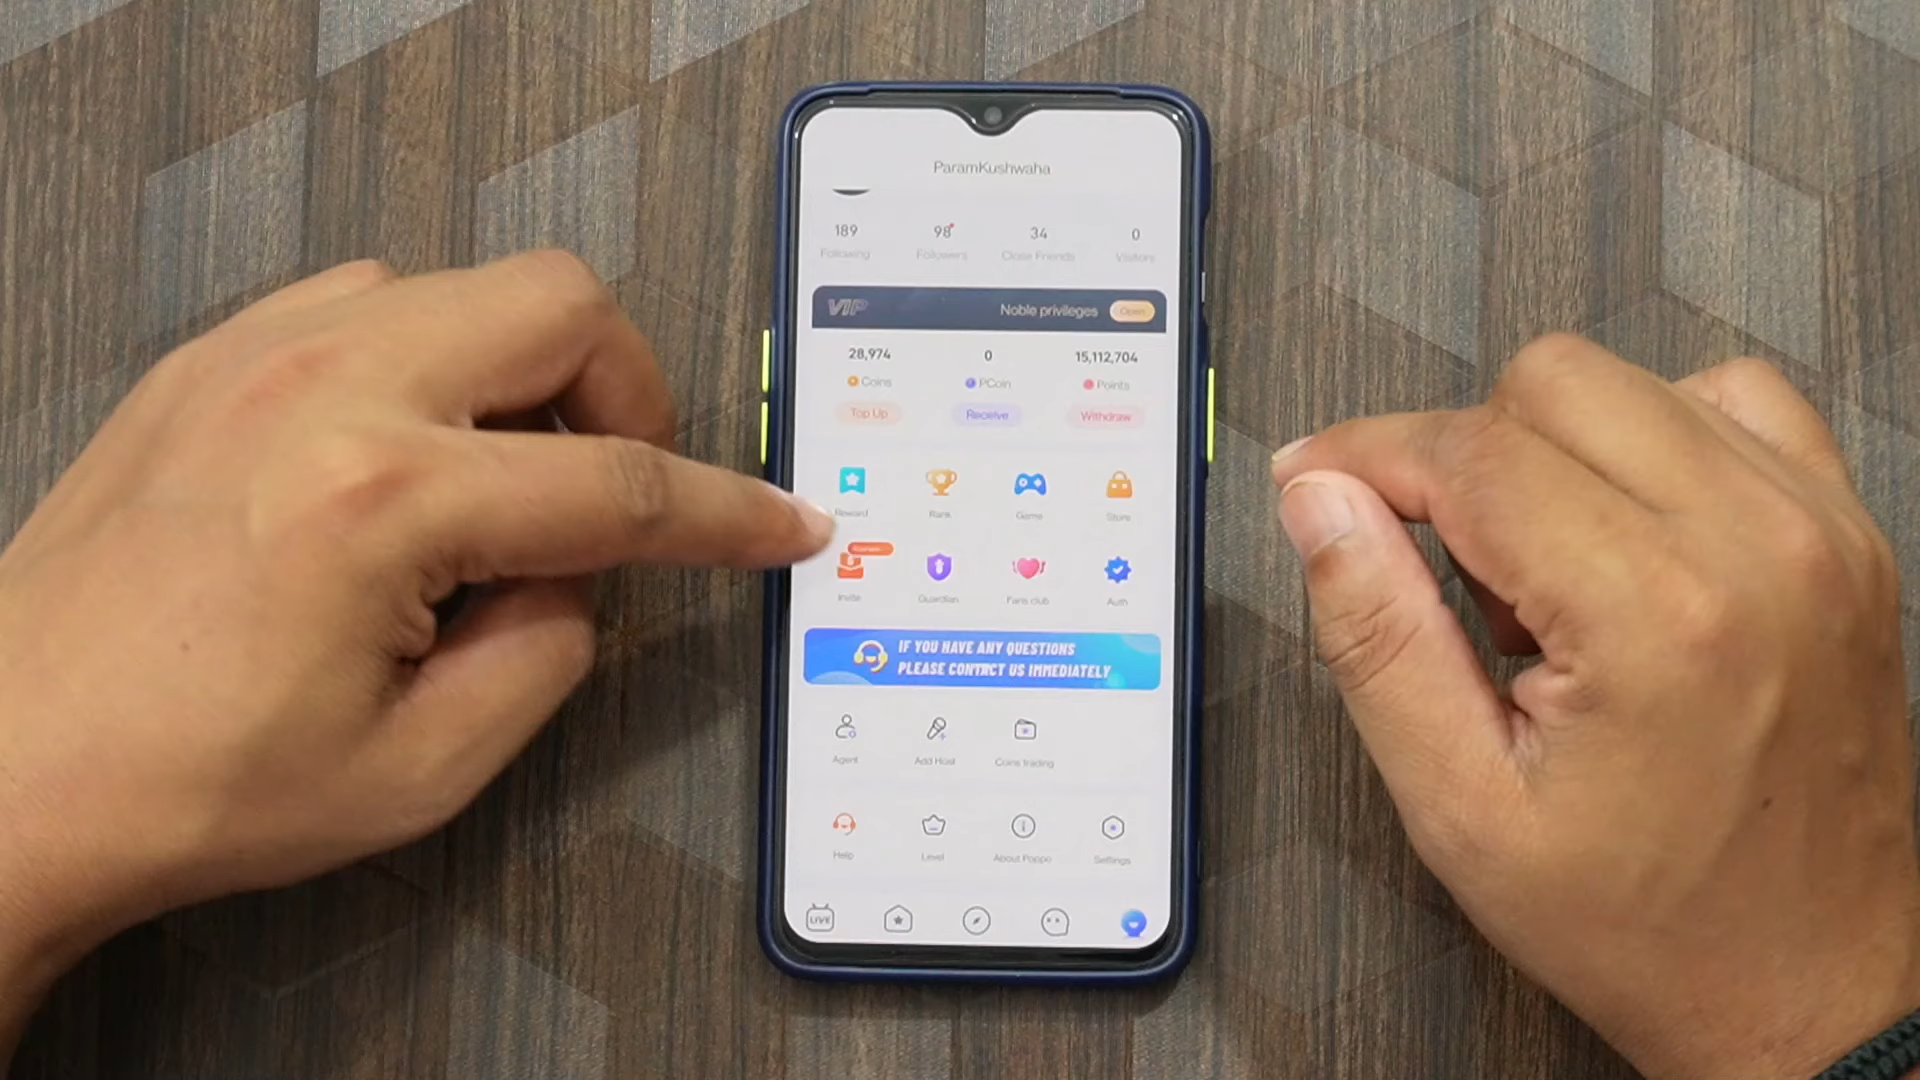 ParamKushwaha
189 98 34 0
Following Followers Close Friends Visitors
VIP Noble privileges Open
28,974 0 15,112,704
Coins PCoin Points
Top Up Receive Withdraw
Reward Rank Game Store
Invite Guardian Fans club Auth
IF YOU HAVE ANY QUESTIONS
PLEASE CONTACT US IMMEDIATELY
Agent Add Host Coins trading
Help Level About Poppo Settings
LIVE